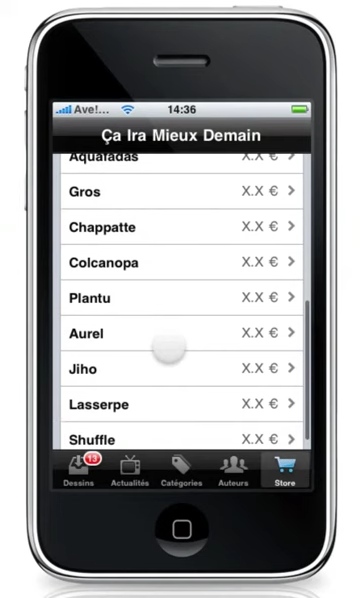 Ave!... 14:36
Ça Ira Mieux Demain
Aquafadas X.X €
Gros X.X €
Chappatte X.X €
Colcanopa X.X €
Plantu X.X €
Aurel X.X €
Jiho X.X €
Lasserpe X.X €
Shuffle X.X €
13
Dessins Actualités Catégories Auteurs Store